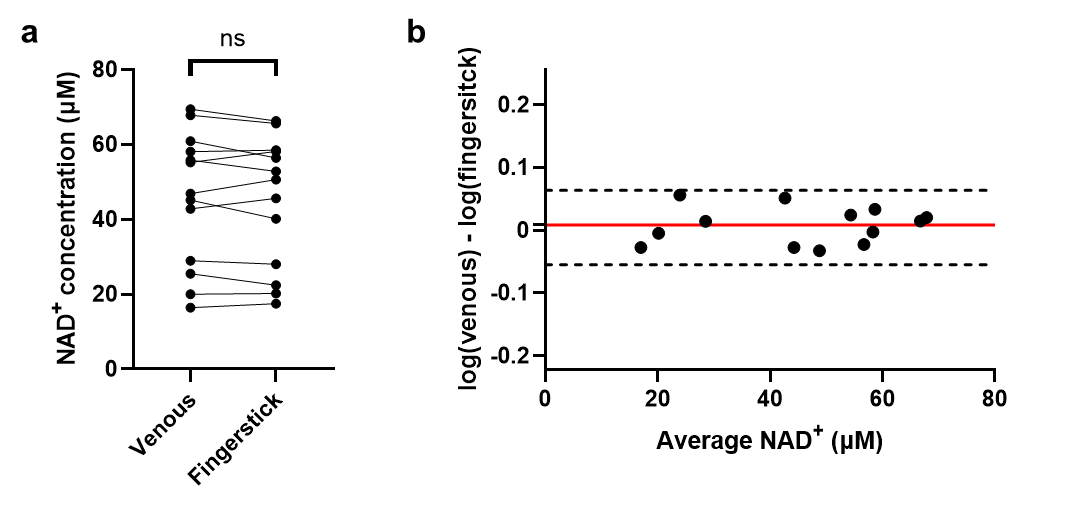 a
ns
NAD⁺ concentration (µM)
80
60
40
20
0
Venous
Fingerstick
b
log(venous) - log(fingersitck)
0.2
0.1
0
-0.1
-0.2
0 20 40 60 80
Average NAD⁺ (µM)